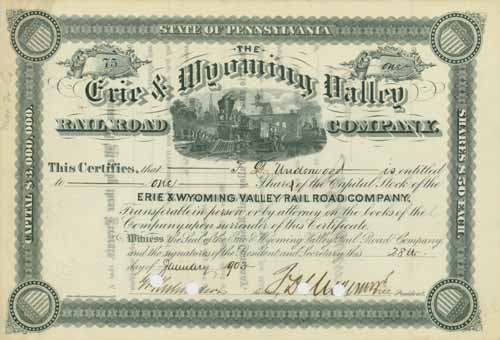 STATE OF PENNSYLVANIA
THE
75
one
Erie & Wyoming Valley
RAIL ROAD COMPANY.
CAPITAL $3,000,000.
SHARES $50 EACH.
This Certifies, that F D Underwood is entitled
to one Share of the Capital Stock of the
ERIE & WYOMING VALLEY RAIL ROAD COMPANY.
Transferable in person or by attorney on the books of the
Company upon surrender of this Certificate.
Witness the Seal of the Erie & Wyoming Valley Rail Road Company
and the signatures of the President and Secretary this 28th
day of January 1903
President